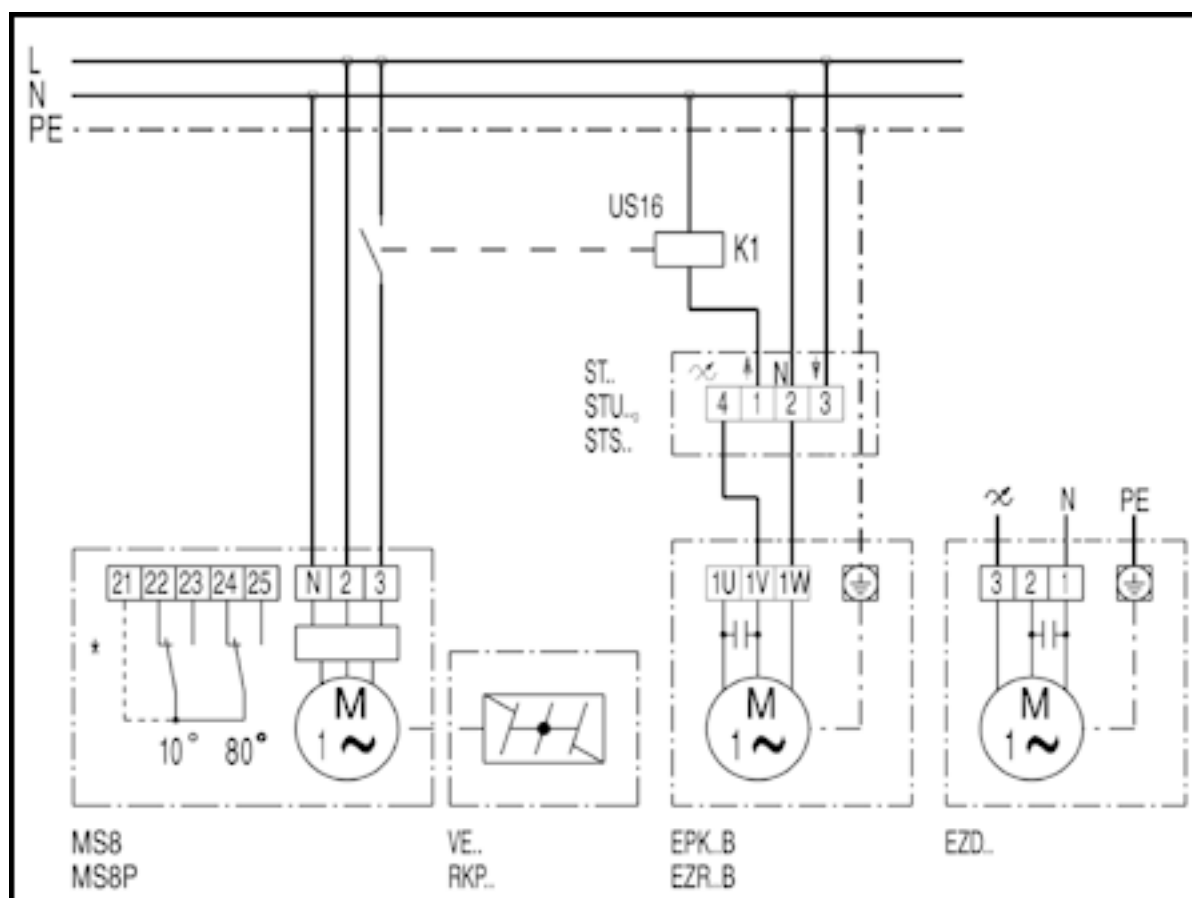 L
N
PE
US16
K1
ST..
STU..
STS..
N
4 1 2 3
N PE
21 22 23 24 25
N 2 3
1U 1V 1W
3 2 1
*
M
1 ~
M
1 ~
M
1 ~
10° 80°
MS8
MS8P
VE..
RKP..
EPK..B
EZR..B
EZD..